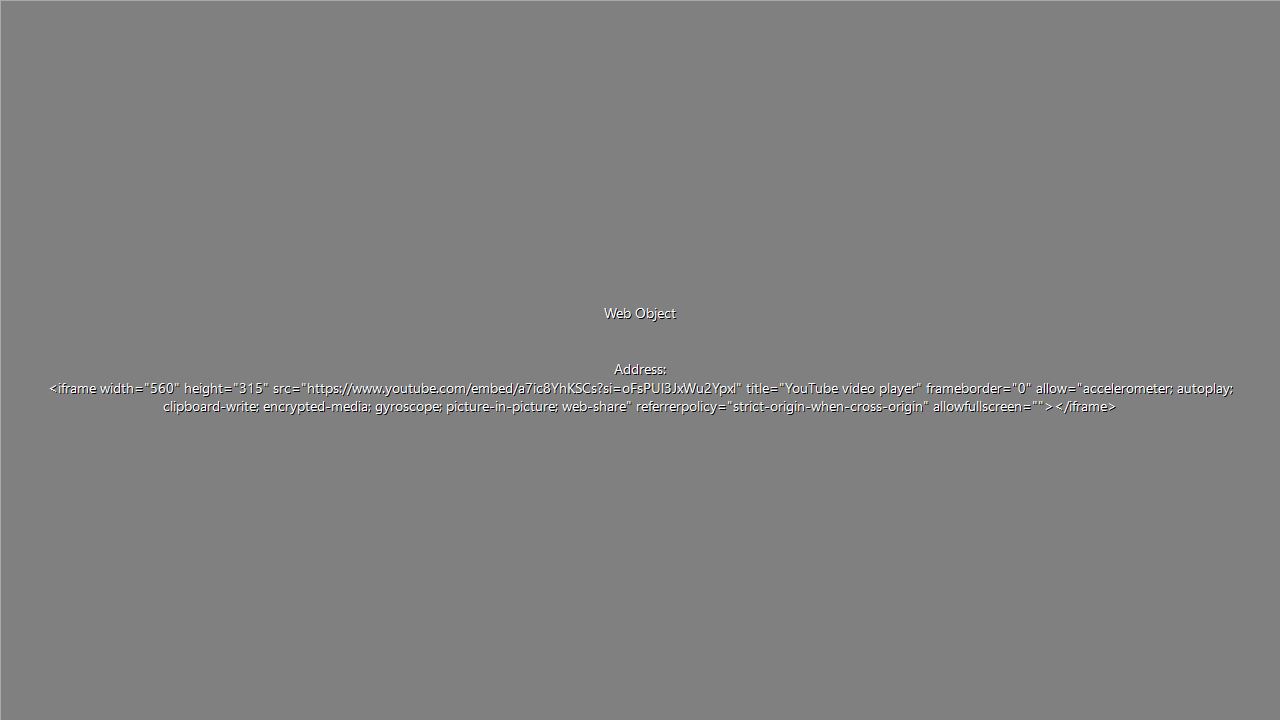 Web Object
Address:
<iframe width="560" height="315" src="https://www.youtube.com/embed/a7ic8YhKSCs?si=oFsPUI3JxWu2Ypxl" title="YouTube video player" frameborder="0" allow="accelerometer; autoplay;
clipboard-write; encrypted-media; gyroscope; picture-in-picture; web-share" referrerpolicy="strict-origin-when-cross-origin" allowfullscreen=""></iframe>